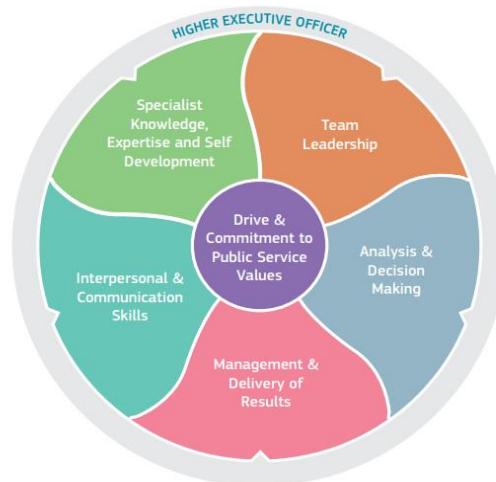 HIGHER EXECUTIVE OFFICER
Specialist
Knowledge,
Expertise and Self
Development
Team
Leadership
Drive &
Commitment to
Public Service
Values
Analysis &
Decision
Making
Interpersonal &
Communication
Skills
Management &
Delivery of
Results